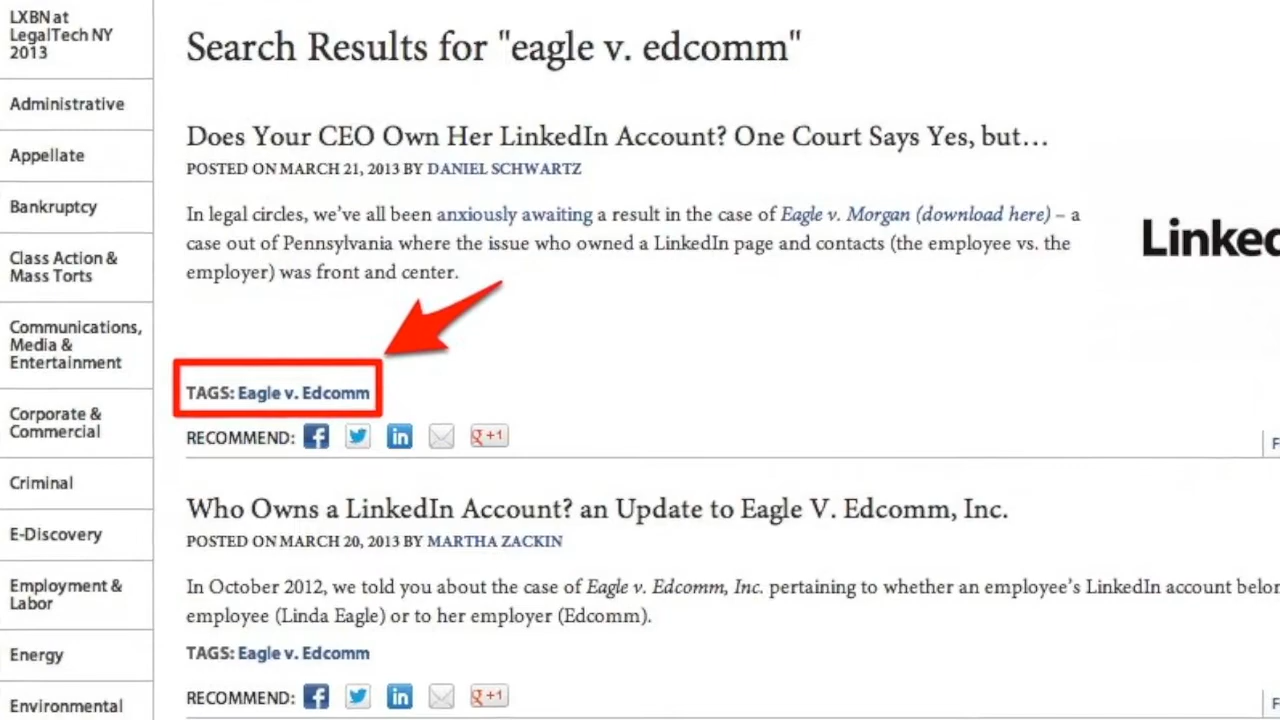 LXBN at
LegalTech NY
2013
Administrative
Appellate
Bankruptcy
Class Action &
Mass Torts
Communications,
Media &
Entertainment
Corporate &
Commercial
Criminal
E-Discovery
Employment &
Labor
Energy
Environmental
Search Results for "eagle v. edcomm"
Does Your CEO Own Her LinkedIn Account? One Court Says Yes, but…
POSTED ON MARCH 21, 2013 BY DANIEL SCHWARTZ
In legal circles, we've all been anxiously awaiting a result in the case of Eagle v. Morgan (download here) – a
case out of Pennsylvania where the issue who owned a LinkedIn page and contacts (the employee vs. the
employer) was front and center.
Linked
TAGS: Eagle v. Edcomm
RECOMMEND: f in g +1
F
Who Owns a LinkedIn Account? an Update to Eagle V. Edcomm, Inc.
POSTED ON MARCH 20, 2013 BY MARTHA ZACKIN
In October 2012, we told you about the case of Eagle v. Edcomm, Inc. pertaining to whether an employee's LinkedIn account belon
employee (Linda Eagle) or to her employer (Edcomm).
TAGS: Eagle v. Edcomm
RECOMMEND: f in g +1
F